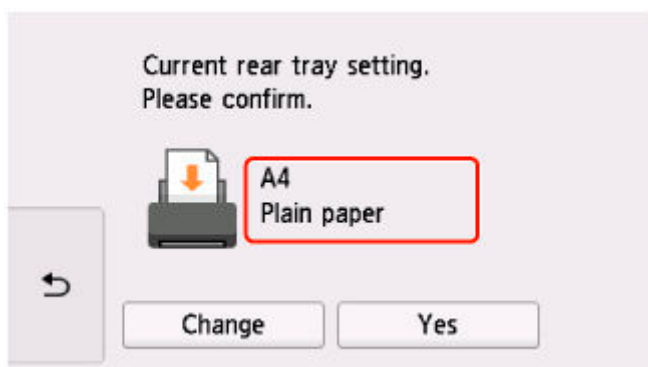 Current rear tray setting.
Please confirm.
A4
Plain paper
Change
Yes